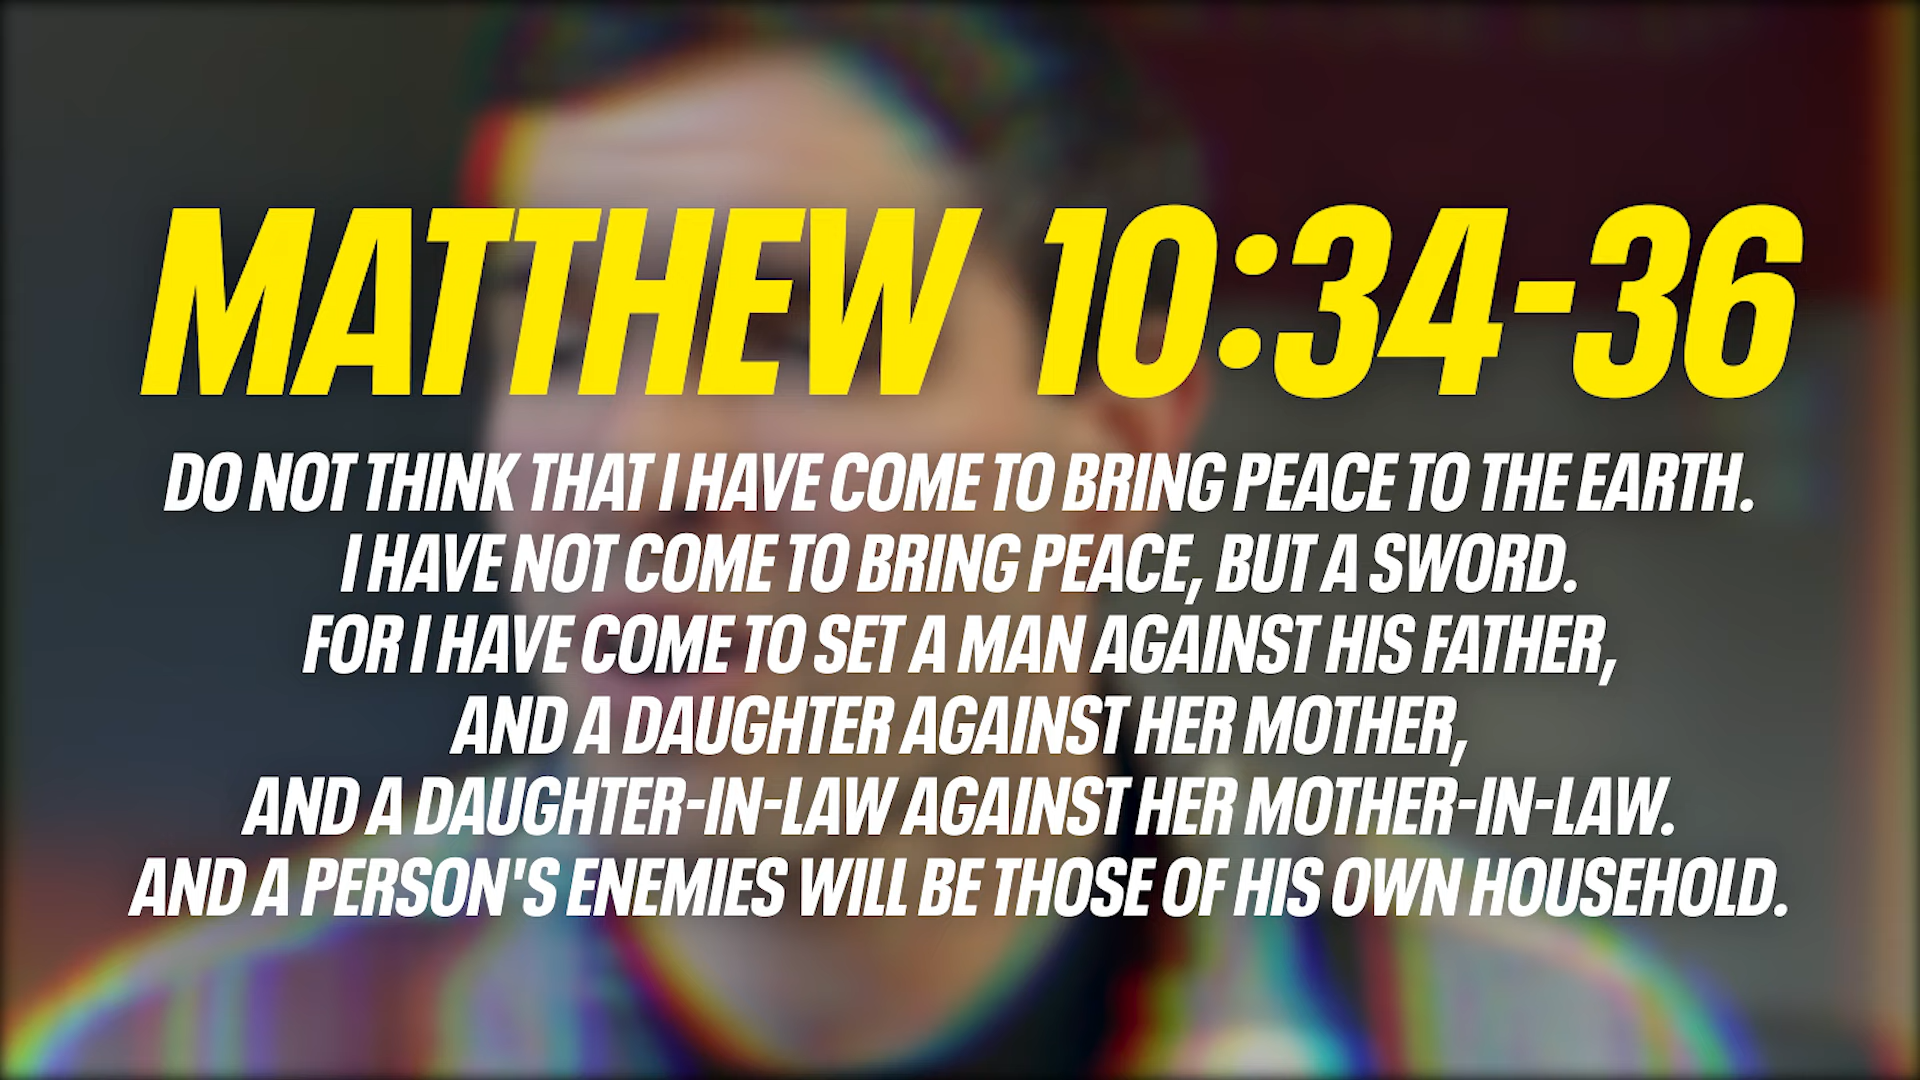 MATTHEW 10:34-36
DO NOT THINK THAT I HAVE COME TO BRING PEACE TO THE EARTH.
I HAVE NOT COME TO BRING PEACE, BUT A SWORD.
FOR I HAVE COME TO SET A MAN AGAINST HIS FATHER,
AND A DAUGHTER AGAINST HER MOTHER,
AND A DAUGHTER-IN-LAW AGAINST HER MOTHER-IN-LAW.
AND A PERSON'S ENEMIES WILL BE THOSE OF HIS OWN HOUSEHOLD.